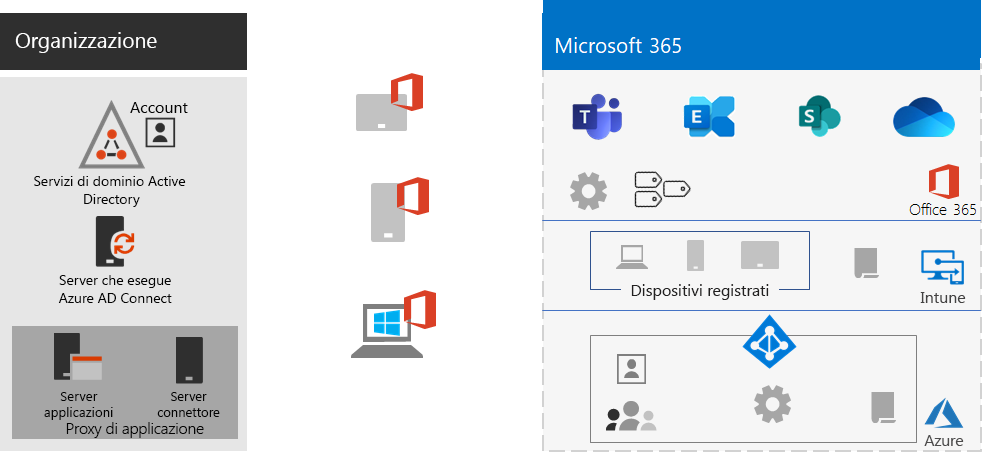 Organizzazione
Microsoft 365
Account
Servizi di dominio Active
Directory
Server che esegue
Azure AD Connect
Server
applicazioni
Server
connettore
Proxy di applicazione
T
E
S
Office 365
Dispositivi registrati
Intune
Azure